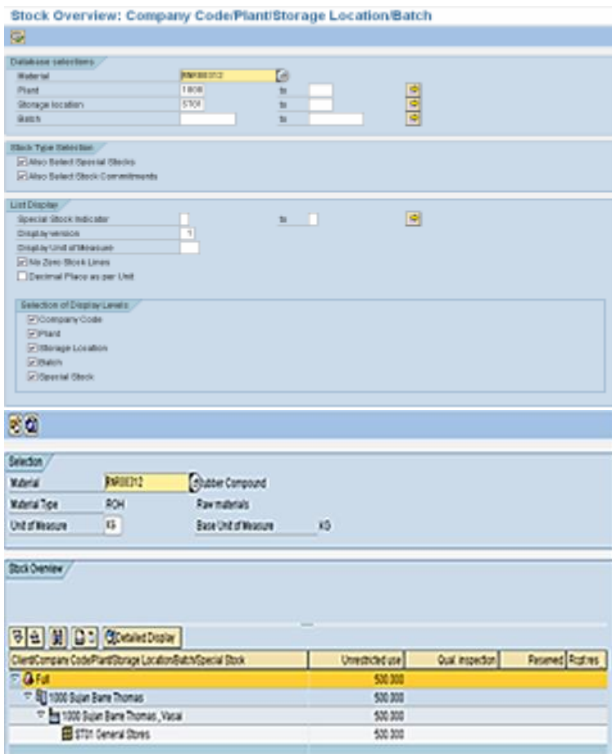 Stock Overview: Company Code/Plant/Storage Location/Batch
Database selections
Material
Plant 1000 to
Storage location ST01 to
Batch to
Stock Type Selection
Also Select Special Stocks
Also Select Stock Commitments
List Display
Special Stock Indicator to
Display version 1
Display Unit of Measure
No Zero Stock Lines
Decimal Place as per Unit
Selection of Display Levels
Company Code
Plant
Storage Location
Batch
Special Stock
Selection
Material Rubber Compound
Material Type ROH Raw materials
Unit of Measure KG Base Unit of Measure KG
Stock Overview
Detailed Display
Client/Company Code/Plant/Storage Location/Batch/Special Stock Unrestricted use Qual. inspection Reserved
Full 500.000
1000 Sujan Barre Thomas 500.000
1000 Sujan Barre Thomas , Vasai 500.000
ST01 General Stores 500.000